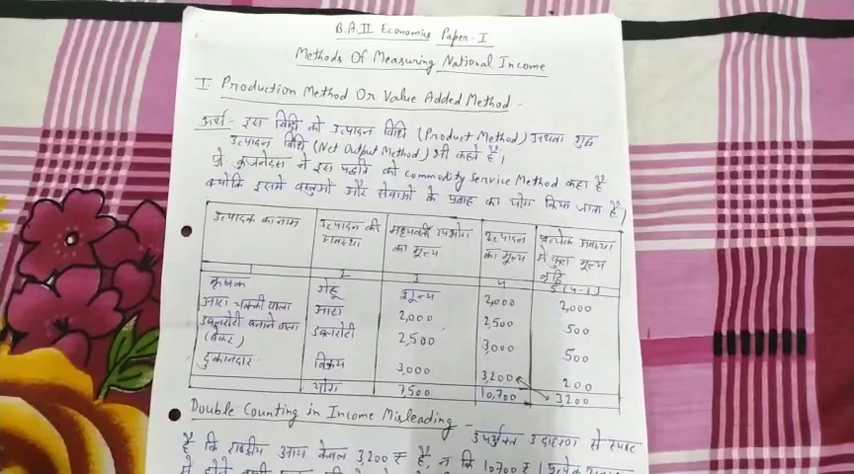 B.A.II Economics Paper-I
Methods Of Measuring National Income
I. Production Method Or Value Added Method -
अर्थ - इस विधि को उत्पादन विधि (Product Method) अथवा शुद्ध
उत्पादन विधि (Net Output Method) भी कहते हैं।
प्रो. कुजनेट्स ने इस पद्धति को Commodity Service Method कहा है
क्योंकि इसमें वस्तुओं और सेवाओं के प्रवाह का योग किया जाता है।
उत्पादक का नाम उत्पादन की अवस्था मध्यवर्ती उपभोग का मूल्य उत्पादन का मूल्य प्रत्येक अवस्था में कुल मूल्य वृद्धि
1 2 3 4 5 (4-3)
कृषक गेहूं शून्य 2,000 2,000
आटा चक्की वाला आटा 2,000 2,500 500
डबलरोटी बनाने वाला (बेकर) डबलरोटी 2,500 3,000 500
दुकानदार विक्रय 3,000 3,200 200
योग 7,500 10,700 3200
Double Counting in Income Misleading - उपर्युक्त उदाहरण से स्पष्ट
है कि राष्ट्रीय आय केवल 3200 ₹ है, न कि 10700 ₹ । प्रत्येक
में होने वाली